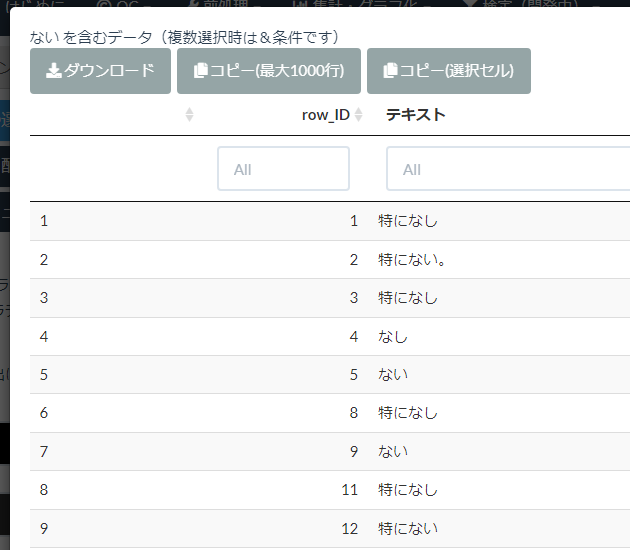 ない を含むデータ（複数選択時は＆条件です）
ダウンロード コピー(最大1000行) コピー(選択セル)
row_ID テキスト
All All
1 1 特になし
2 2 特にない。
3 3 特になし
4 4 なし
5 5 ない
6 8 特になし
7 9 ない
8 11 特になし
9 12 特にない